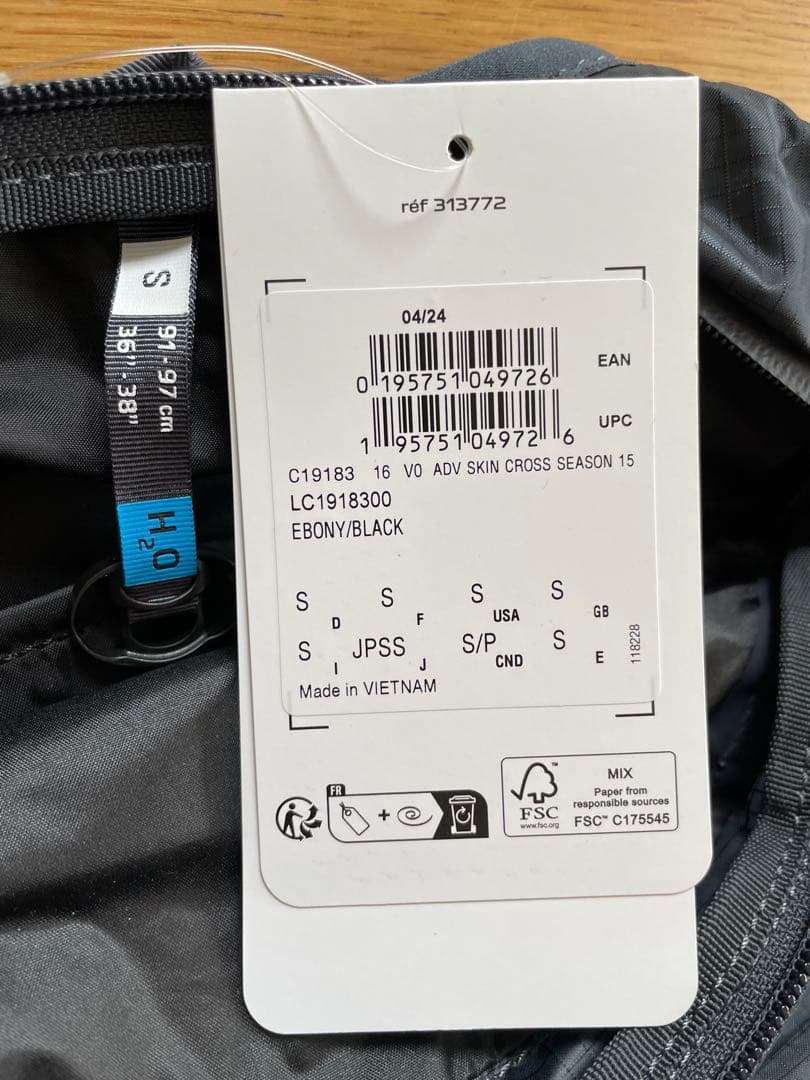 réf 313772
04/24
0 195751 049726
EAN
1 95751 04972 6
UPC
C19183 16 V0 ADV SKIN CROSS SEASON 15
LC1918300
EBONY/BLACK
S D S F S USA S GB
S I JPSS J S/P CND S E
118228
Made in VIETNAM
FR
+
FSC™
www.fsc.org
MIX
Paper from
responsible sources
FSC™ C175545
S
91 - 97 cm
36" - 38"
H₂O